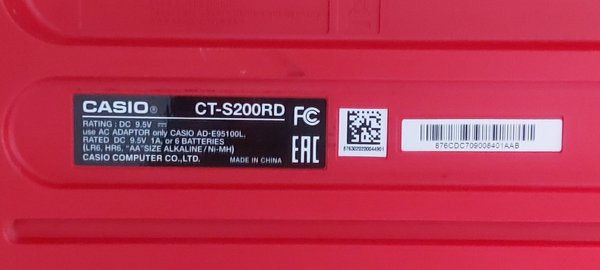 CASIO® CT-S200RD
RATING : DC 9.5V ⎓
use AC ADAPTOR only CASIO AD-E95100L.
RATED DC 9.5V 1A, or 6 BATTERIES
(LR6, HR6, "AA"SIZE ALKALINE/Ni-MH)
CASIO COMPUTER CO.,LTD. MADE IN CHINA
FC
EAC
876302020044901
876CDC709008401AAB